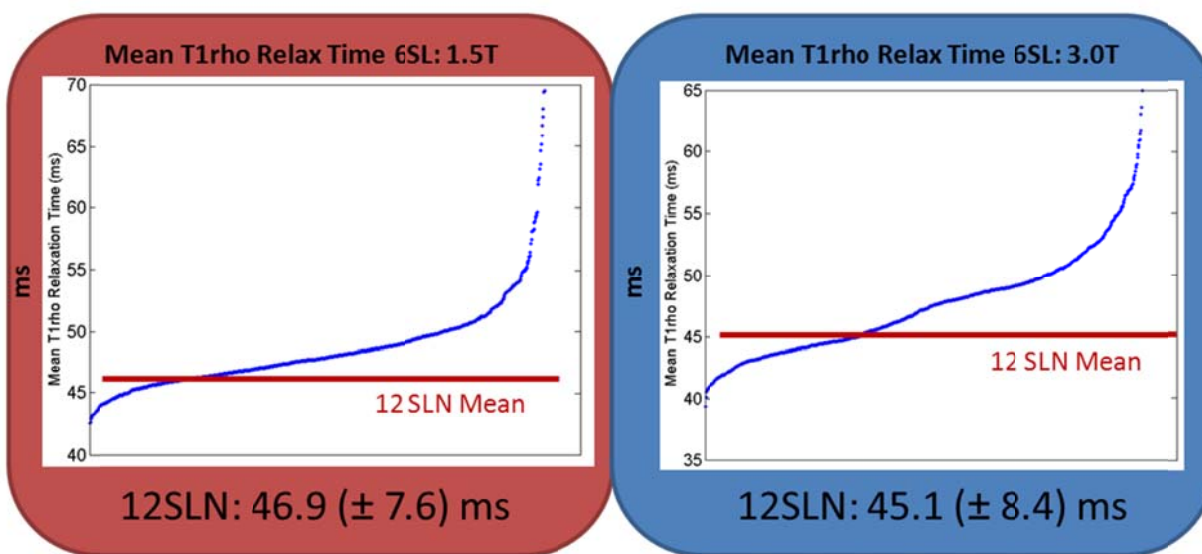 Mean T1rho Relax Time 6SL: 1.5T
70
65
60
55
50
45
40
Mean T1rho Relaxation Time (ms)
ms
12 SLN Mean
12SLN: 46.9 (± 7.6) ms
Mean T1rho Relax Time 6SL: 3.0T
65
60
55
50
45
40
35
Mean T1rho Relaxation Time (ms)
ms
12 SLN Mean
12SLN: 45.1 (± 8.4) ms